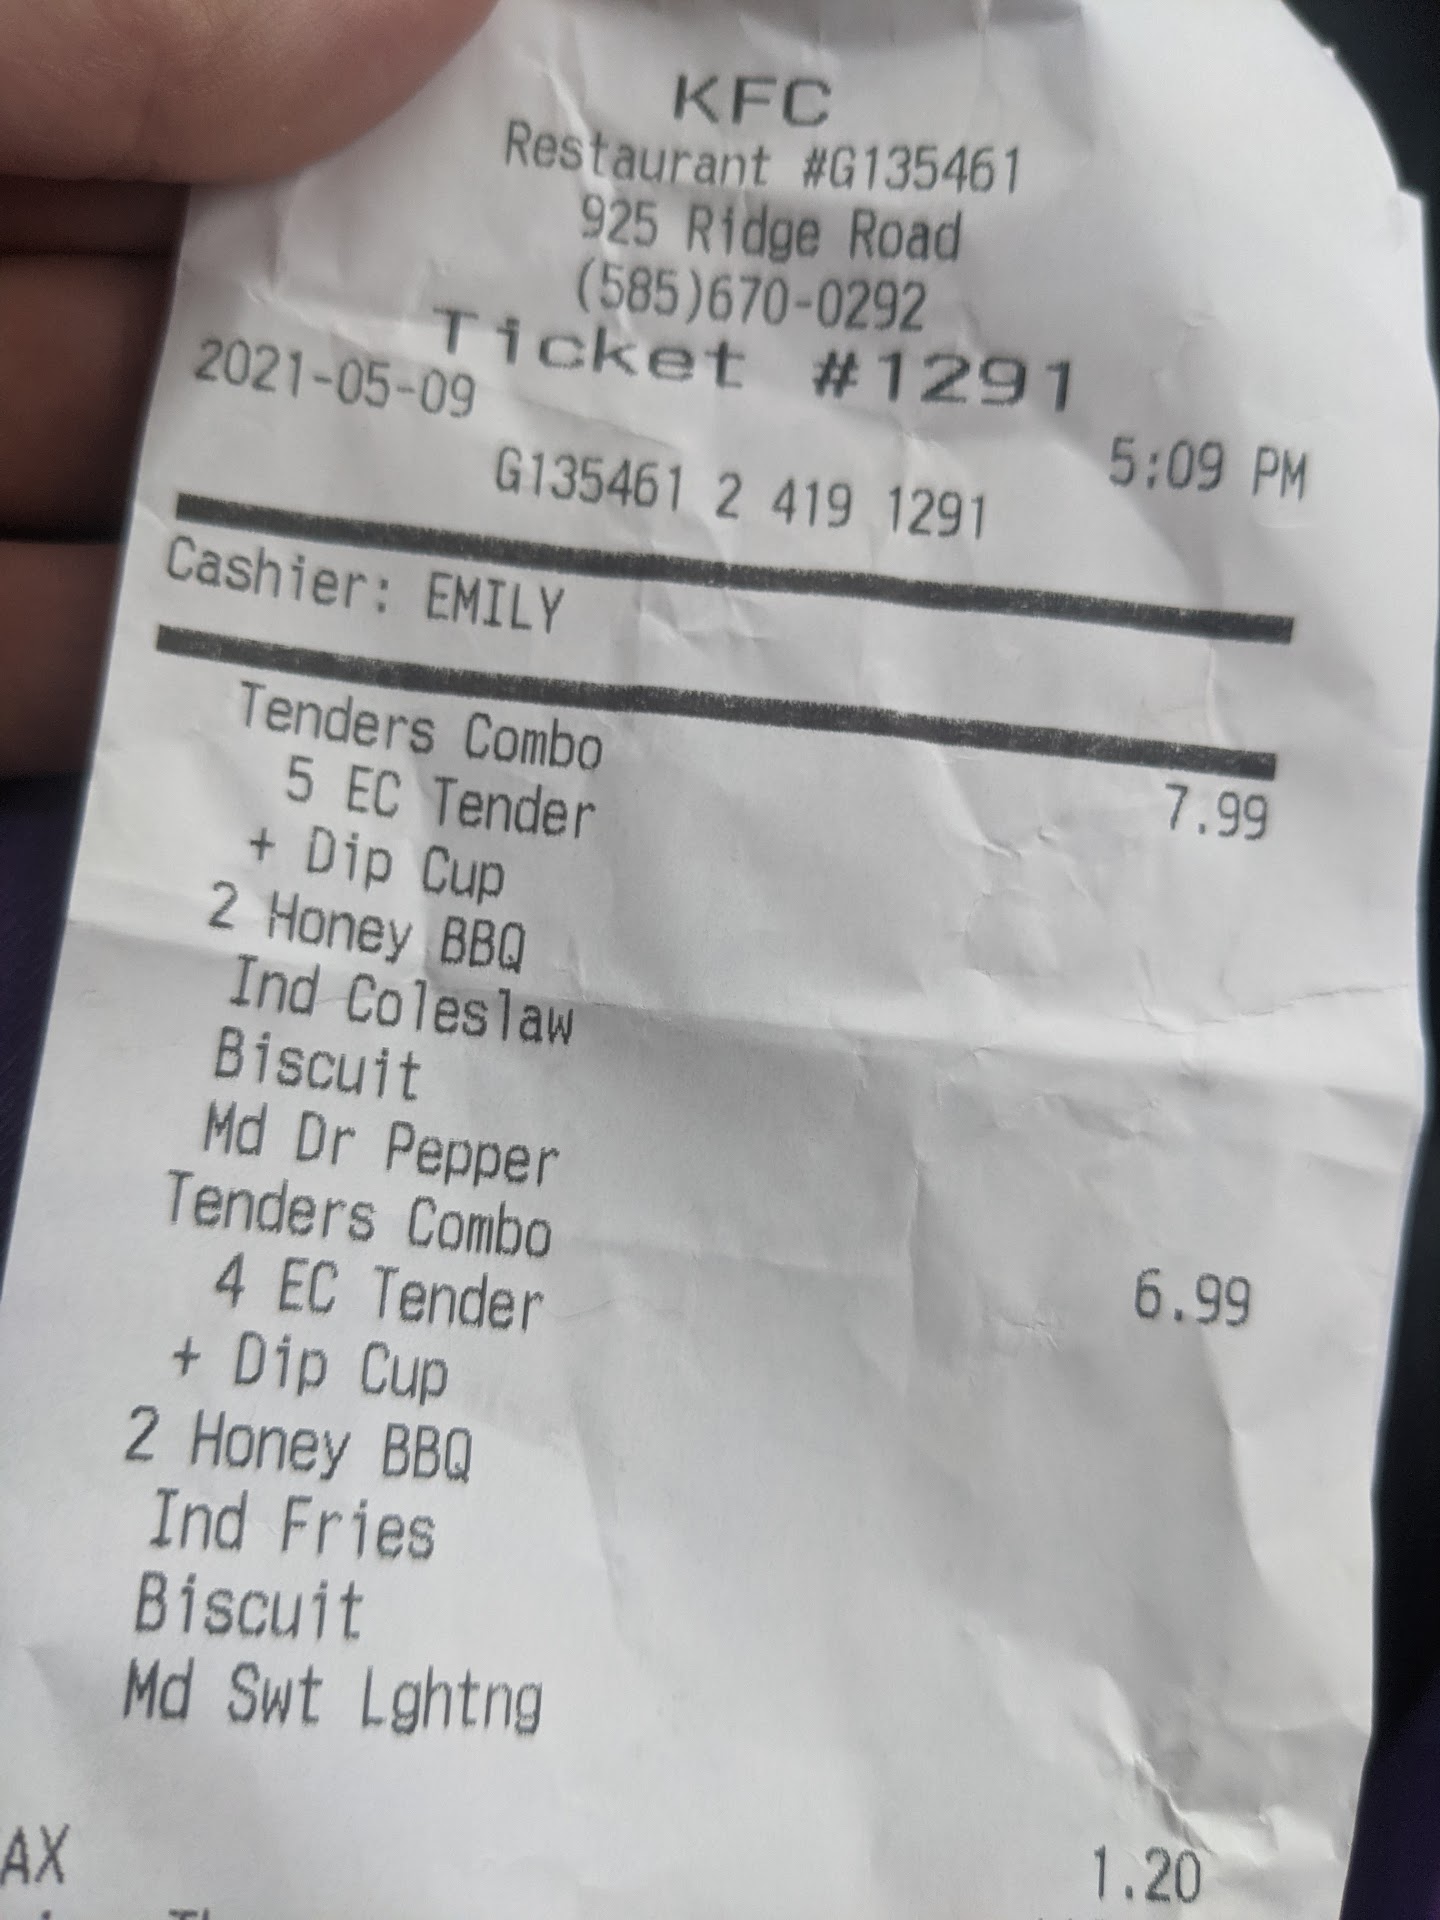 KFC
Restaurant #G135461
925 Ridge Road
(585)670-0292
Ticket #1291
2021-05-09 5:09 PM
G135461 2 419 1291
Cashier: EMILY
Tenders Combo 7.99
5 EC Tender
+ Dip Cup
2 Honey BBQ
Ind Coleslaw
Biscuit
Md Dr Pepper
Tenders Combo 6.99
4 EC Tender
+ Dip Cup
2 Honey BBQ
Ind Fries
Biscuit
Md Swt Lghtng
AX 1.20